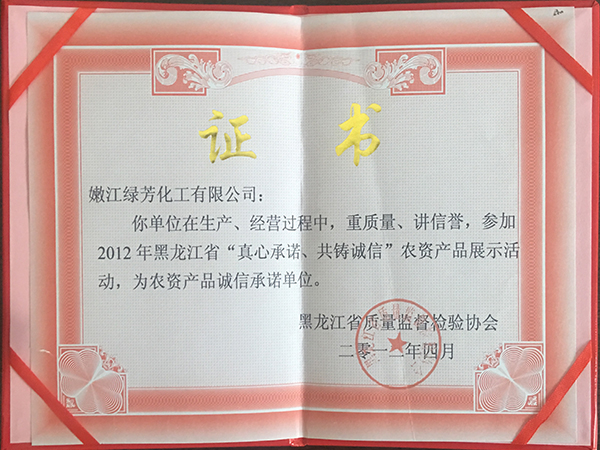 证 书
嫩江绿芳化工有限公司：
你单位在生产、经营过程中，重质量、讲信誉，参加
2012年黑龙江省“真心承诺、共铸诚信”农资产品展示活
动，为农资产品诚信承诺单位。
黑龙江省质量监督检验协会
二零一二年四月